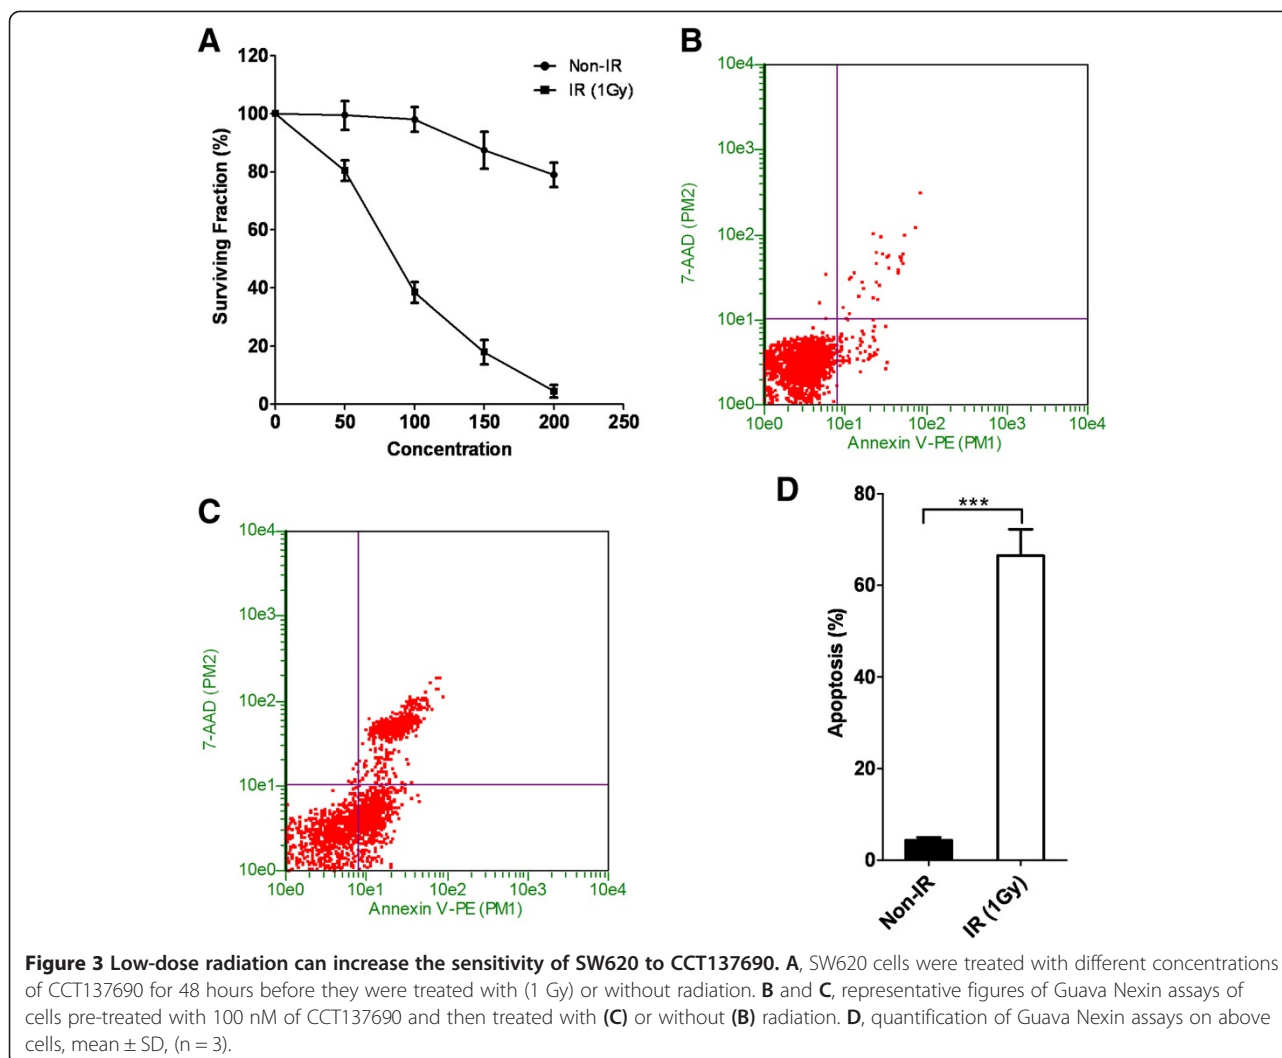 A
120
100
80
60
40
20
0
Surviving Fraction (%)
Non-IR
IR (1Gy)
0 50 100 150 200 250
Concentration
B
10e4
10e3
10e2
10e1
10e0
7-AAD (PM2)
10e0 10e1 10e2 10e3 10e4
Annexin V-PE (PM1)
C
10e4
10e3
10e2
10e1
10e0
7-AAD (PM2)
10e0 10e1 10e2 10e3 10e4
Annexin V-PE (PM1)
D
80
60
40
20
0
Apoptosis (%)
***
Non-IR
IR (1Gy)
Figure 3 Low-dose radiation can increase the sensitivity of SW620 to CCT137690. A, SW620 cells were treated with different concentrations
of CCT137690 for 48 hours before they were treated with (1 Gy) or without radiation. B and C, representative figures of Guava Nexin assays of
cells pre-treated with 100 nM of CCT137690 and then treated with (C) or without (B) radiation. D, quantification of Guava Nexin assays on above
cells, mean ± SD, (n = 3).